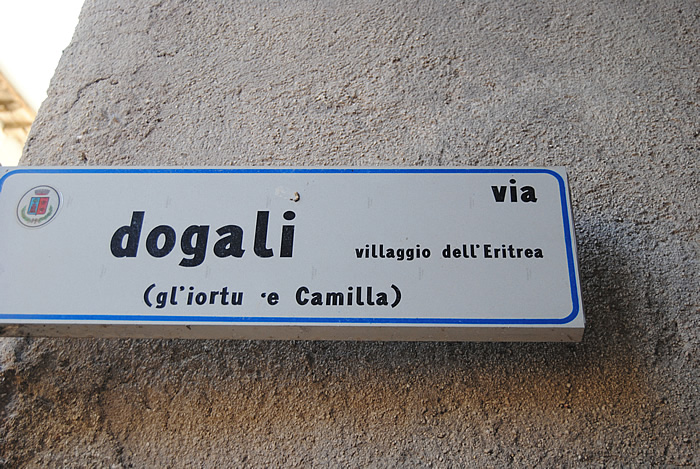 via
dogali villaggio dell'Eritrea
(gl'iortu 'e Camilla)